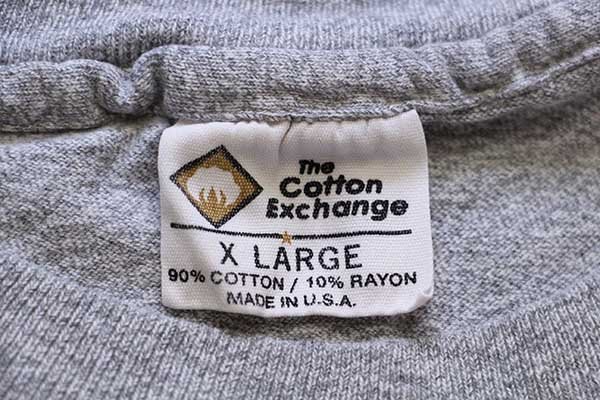 The
Cotton
Exchange
X LARGE
90% COTTON / 10% RAYON
MADE IN U.S.A.